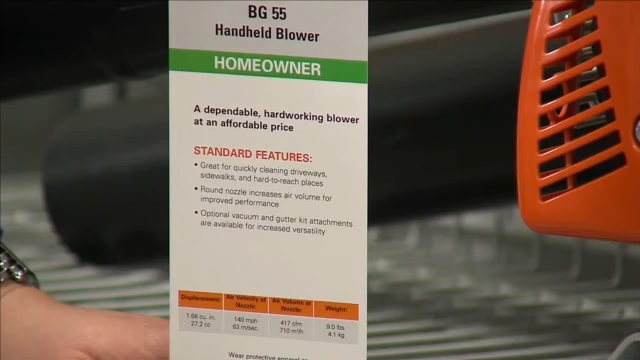 BG 55
Handheld Blower
HOMEOWNER
A dependable, hardworking blower
at an affordable price
STANDARD FEATURES:
• Great for quickly cleaning driveways,
sidewalks, and hard-to-reach places
• Round nozzle increases air volume for
improved performance
• Optional vacuum and gutter kit attachments
are available for increased versatility
Displacement: Air Velocity at Nozzle: Air Volume at Nozzle: Weight:
1.66 cu. in. 140 mph 417 cfm 9.0 lbs
27.2 cc 63 m/sec. 710 m³/h 4.1 kg
Wear protective apparel